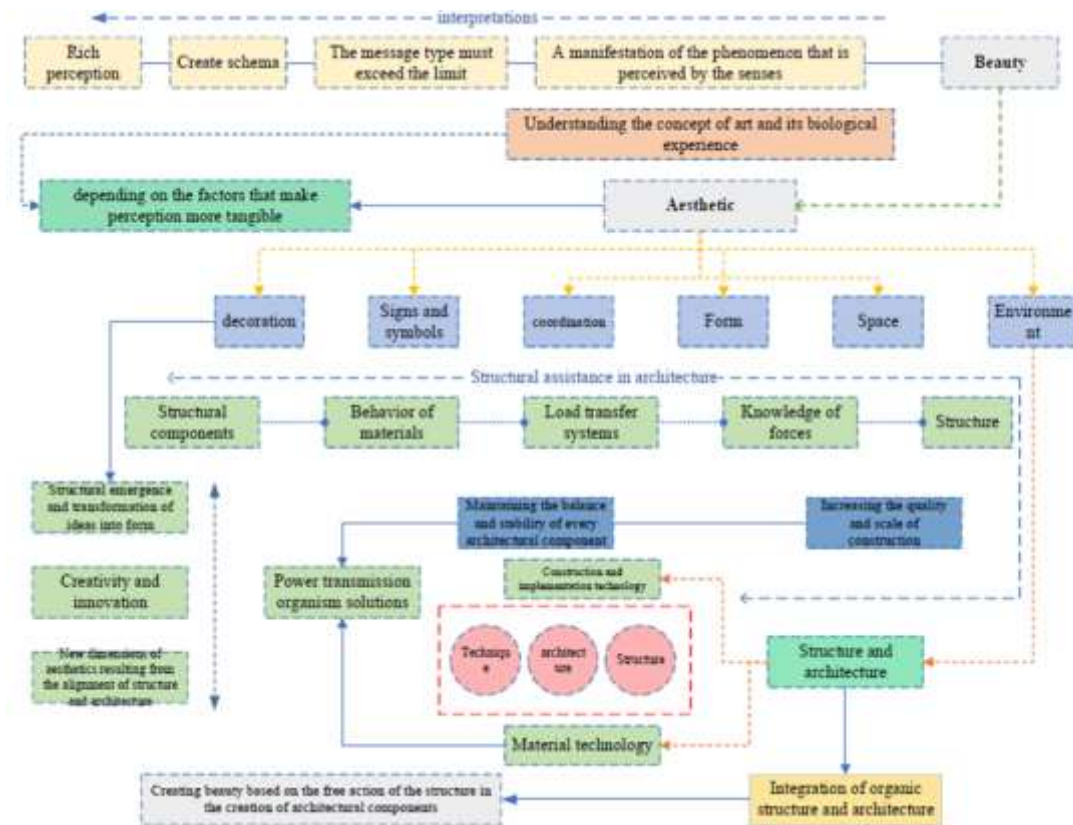 interpretations
Rich
perception
Create schema
The message type must
exceed the limit
A manifestation of the phenomenon that is
perceived by the senses
Beauty
Understanding the concept of art and its biological
experience
depending on the factors that make
perception more tangible
Aesthetic
decoration
Signs and
symbols
coordination
Form
Space
Environme
nt
Structural assistance in architecture
Structural
components
Behavior of
materials
Load transfer
systems
Knowledge of
forces
Structure
Structural emergence
and transformation of
ideas into form
Maintaining the balance
and stability of every
architectural component
Increasing the quality
and scale of
construction
Creativity and
innovation
Power transmission
organism solutions
Construction and
implementation technology
New dimensions of
aesthetics resulting from
the alignment of structure
and architecture
Techniqu
e
architect
ure
Structure
Structure and
architecture
Material technology
Creating beauty based on the free action of the structure in
the creation of architectural components
Integration of organic
structure and architecture